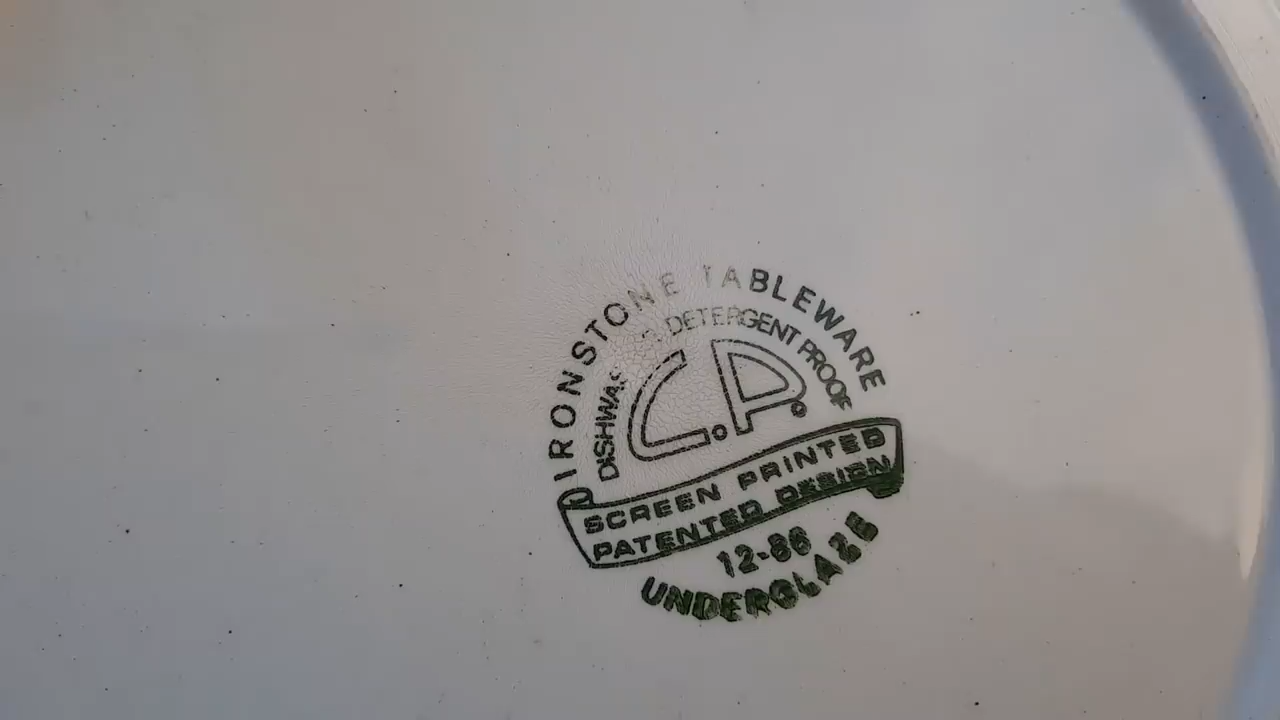 IRONSTONE TABLEWARE
DETERGENT PROOF
C.P.
SCREEN PRINTED
PATENTED DESIGN
12-86
UNDERGLAZE